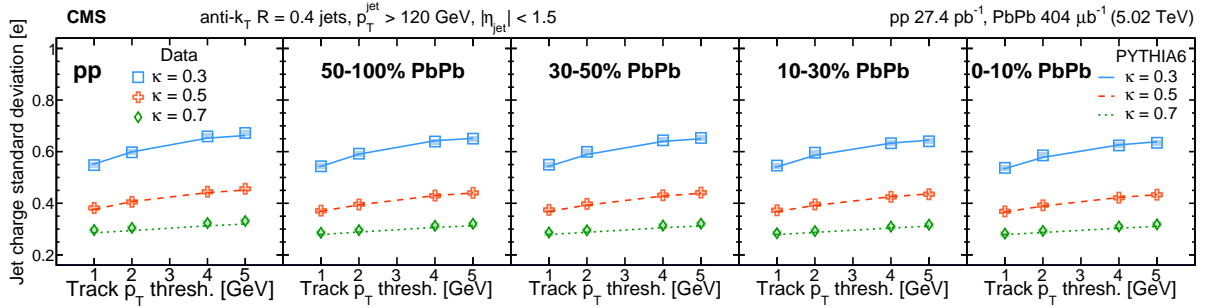 CMS anti-k_T R = 0.4 jets, p_T^jet > 120 GeV, |η_jet| < 1.5 pp 27.4 pb⁻¹, PbPb 404 μb⁻¹ (5.02 TeV)
Jet charge standard deviation [e]
1
0.8
0.6
0.4
0.2
pp
Data
κ = 0.3
κ = 0.5
κ = 0.7
50-100% PbPb
30-50% PbPb
10-30% PbPb
0-10% PbPb
PYTHIA6
κ = 0.3
κ = 0.5
κ = 0.7
1 2 3 4 5 1 2 3 4 5 1 2 3 4 5 1 2 3 4 5 1 2 3 4 5
Track p_T thresh. [GeV] Track p_T thresh. [GeV] Track p_T thresh. [GeV] Track p_T thresh. [GeV] Track p_T thresh. [GeV]